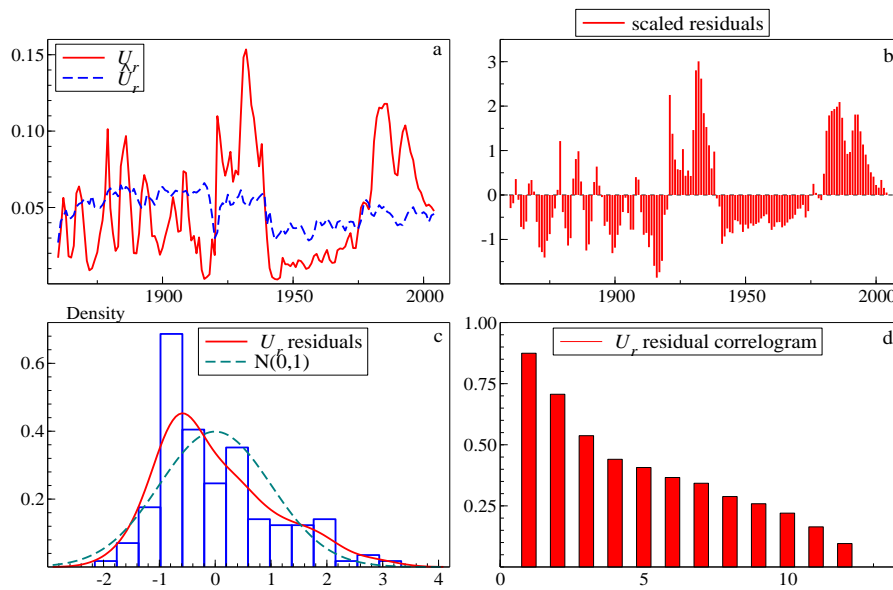 a
U_r
Û_r
0.15
0.10
0.05
1900
1950
2000
scaled residuals
b
3
2
1
0
-1
1900
1950
2000
Density
c
U_r residuals
N(0,1)
0.6
0.4
0.2
-2
-1
0
1
2
3
4
d
U_r residual correlogram
1.00
0.75
0.50
0.25
0
5
10